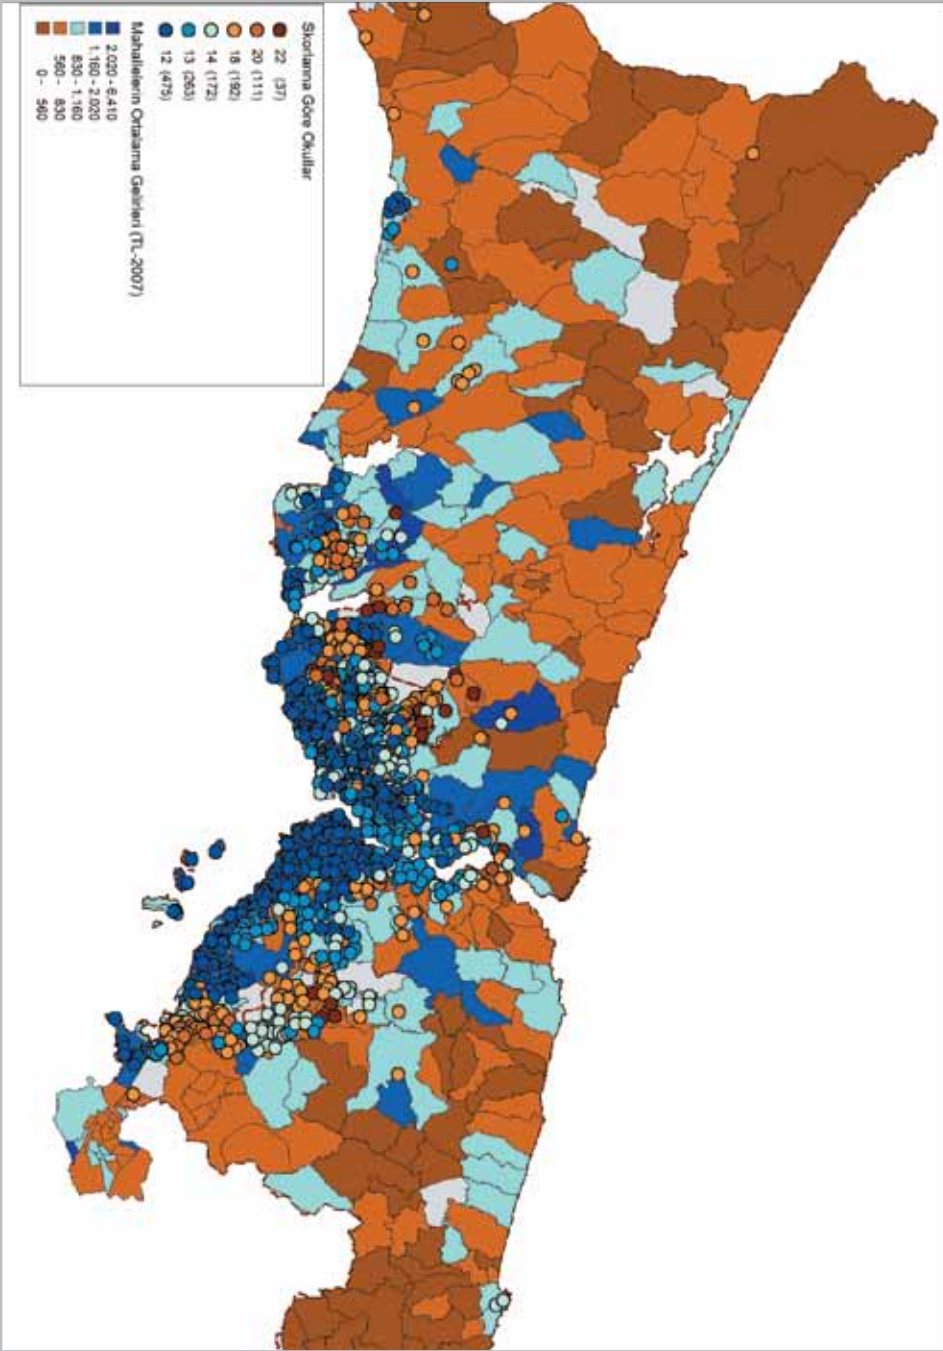 Skorlarına Göre Okullar
22 (37)
20 (111)
18 (192)
14 (172)
13 (263)
12 (475)
Mahallelerin Ortalama Gelirleri (TL-2007)
2.020 - 6.410
1.160 - 2.020
830 - 1.160
560 - 830
0 - 560